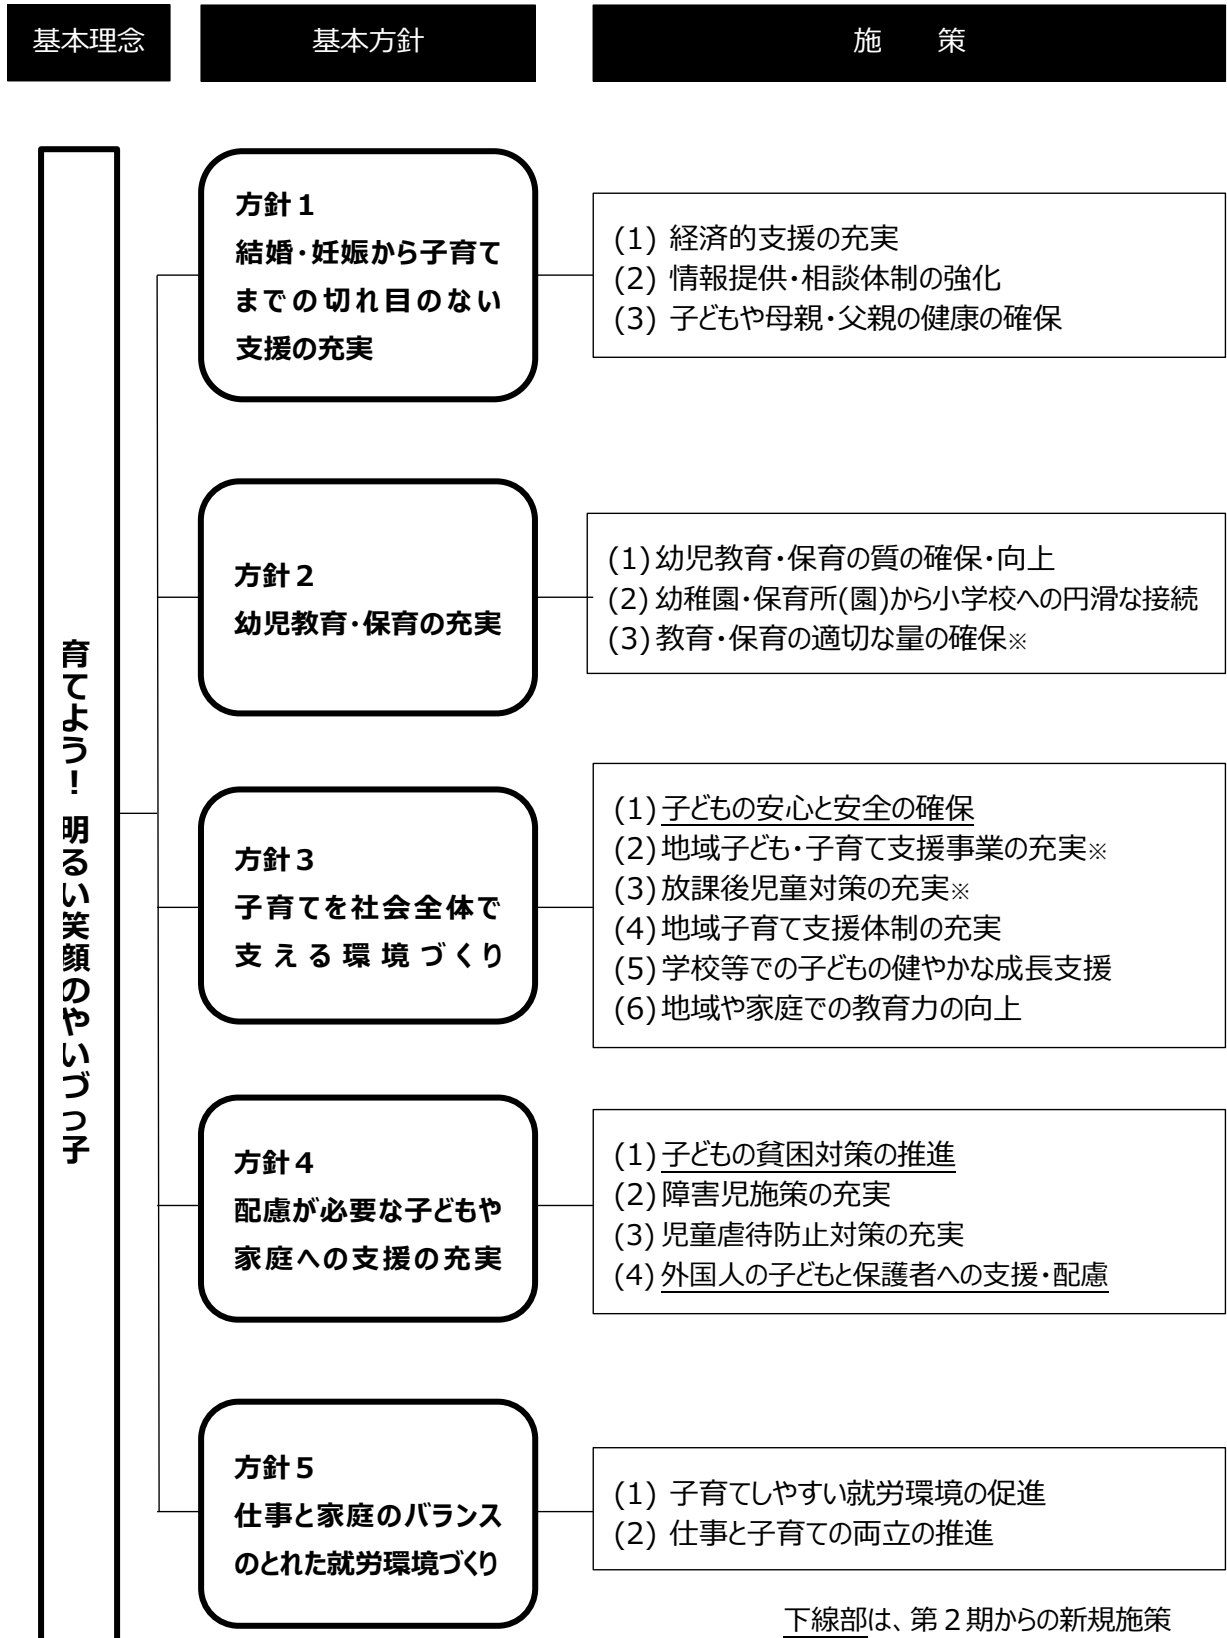 基本理念
基本方針
施　策
育てよう！ 明るい笑顔のやいづっ子
方針１
結婚・妊娠から子育て
までの切れ目のない
支援の充実
(1) 経済的支援の充実
(2) 情報提供・相談体制の強化
(3) 子どもや母親・父親の健康の確保
方針２
幼児教育・保育の充実
(1) 幼児教育・保育の質の確保・向上
(2) 幼稚園・保育所(園)から小学校への円滑な接続
(3) 教育・保育の適切な量の確保※
方針３
子育てを社会全体で
支える環境づくり
(1) 子どもの安心と安全の確保
(2) 地域子ども・子育て支援事業の充実※
(3) 放課後児童対策の充実※
(4) 地域子育て支援体制の充実
(5) 学校等での子どもの健やかな成長支援
(6) 地域や家庭での教育力の向上
方針４
配慮が必要な子どもや
家庭への支援の充実
(1) 子どもの貧困対策の推進
(2) 障害児施策の充実
(3) 児童虐待防止対策の充実
(4) 外国人の子どもと保護者への支援・配慮
方針５
仕事と家庭のバランス
のとれた就労環境づくり
(1) 子育てしやすい就労環境の促進
(2) 仕事と子育ての両立の推進
下線部は、第２期からの新規施策